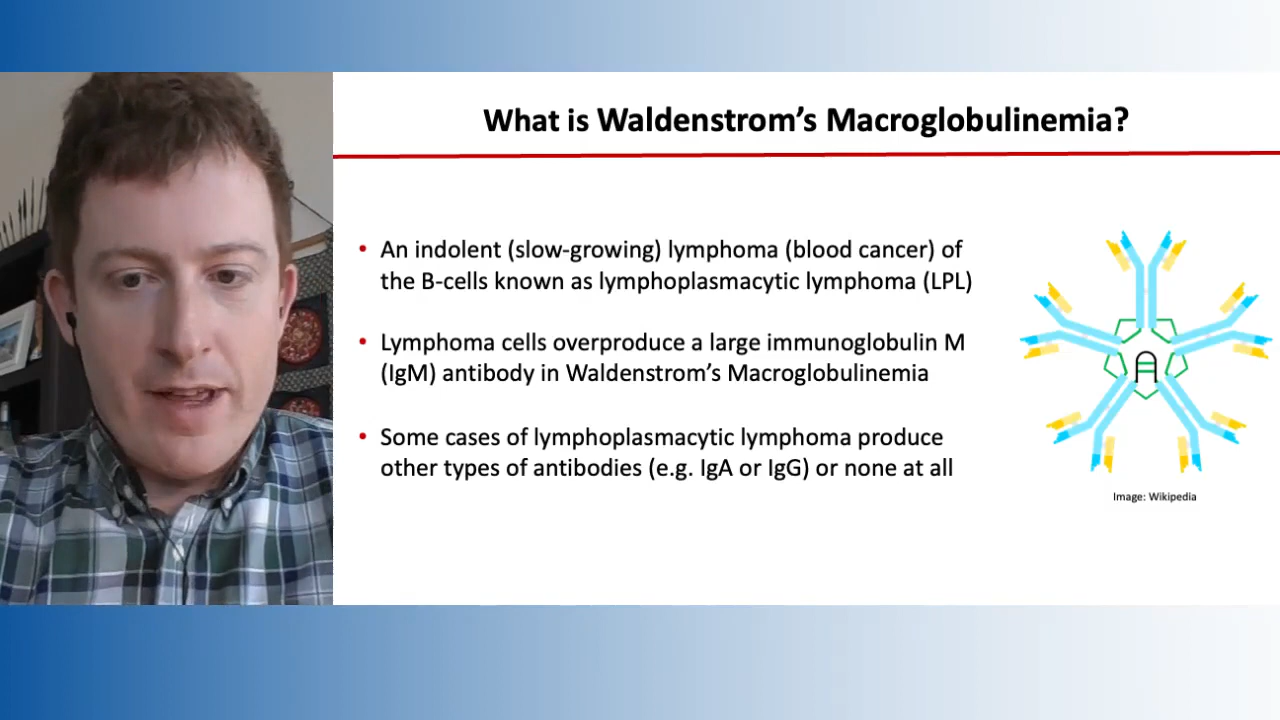 What is Waldenstrom’s Macroglobulinemia?
• An indolent (slow-growing) lymphoma (blood cancer) of
the B-cells known as lymphoplasmacytic lymphoma (LPL)
• Lymphoma cells overproduce a large immunoglobulin M
(IgM) antibody in Waldenstrom’s Macroglobulinemia
• Some cases of lymphoplasmacytic lymphoma produce
other types of antibodies (e.g. IgA or IgG) or none at all
Image: Wikipedia